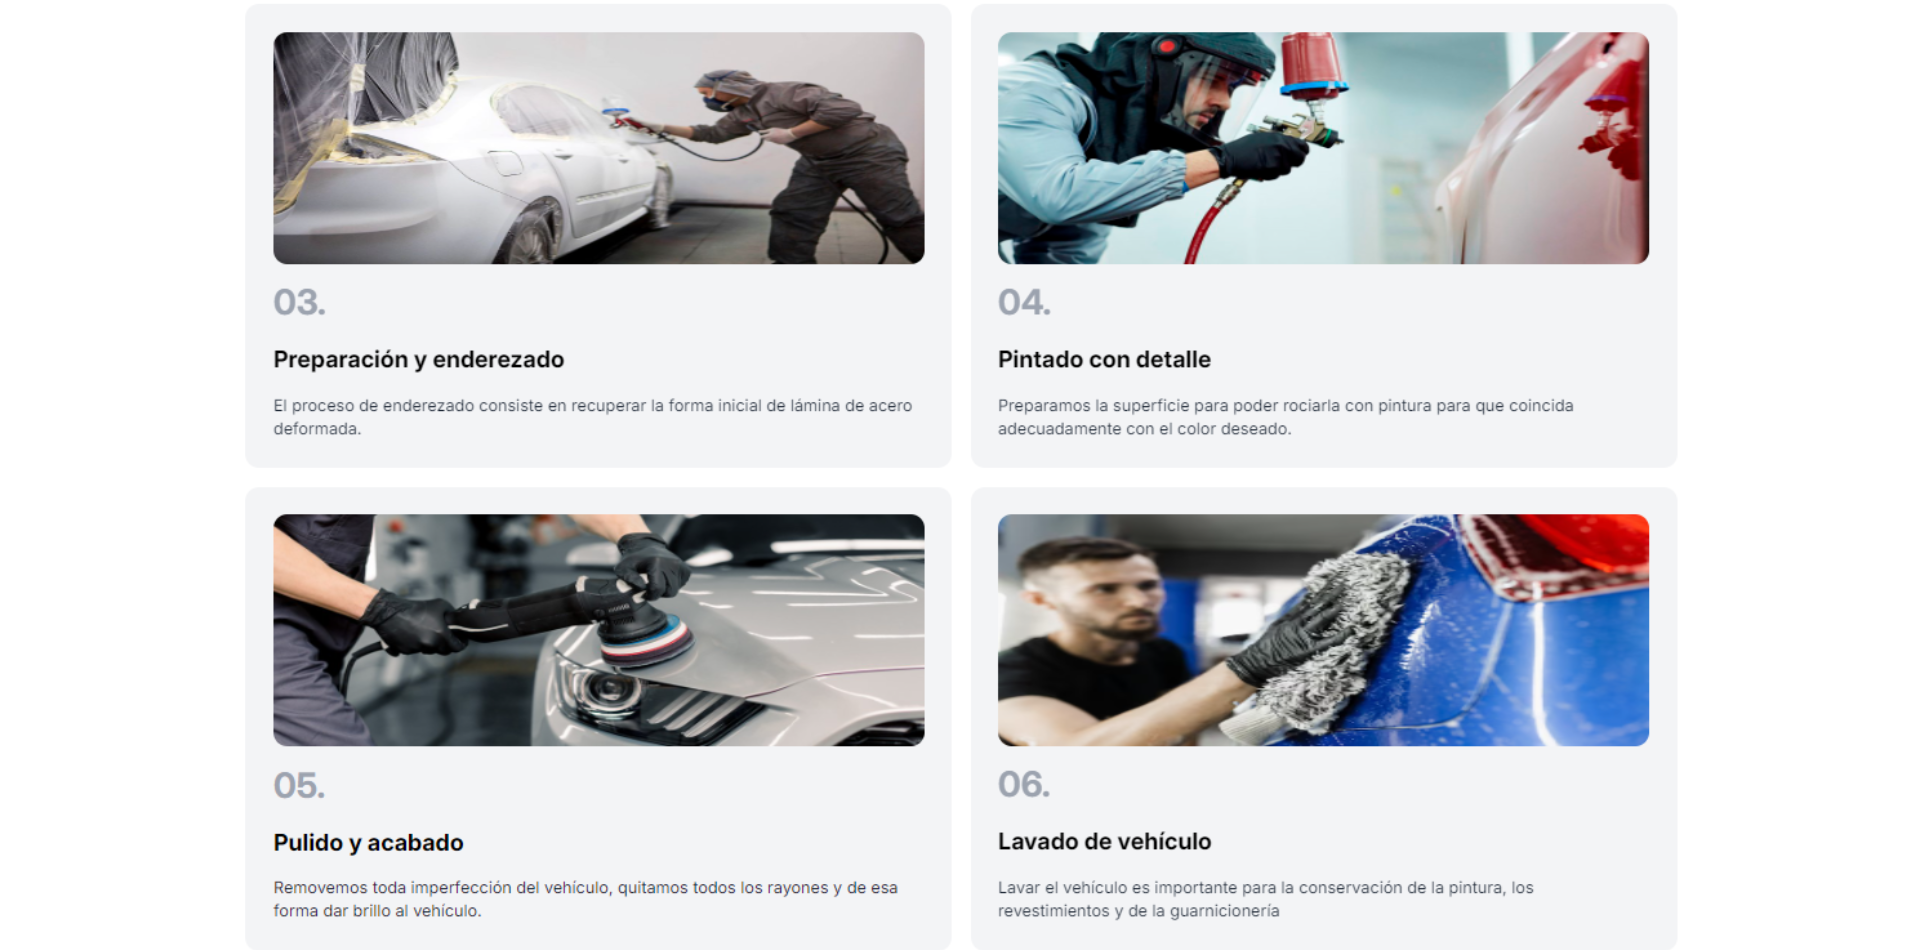 03.
Preparación y enderezado
El proceso de enderezado consiste en recuperar la forma inicial de lámina de acero
deformada.
04.
Pintado con detalle
Preparamos la superficie para poder rociarla con pintura para que coincida
adecuadamente con el color deseado.
05.
Pulido y acabado
Removemos toda imperfección del vehículo, quitamos todos los rayones y de esa
forma dar brillo al vehículo.
06.
Lavado de vehículo
Lavar el vehículo es importante para la conservación de la pintura, los
revestimientos y de la guarnicionería